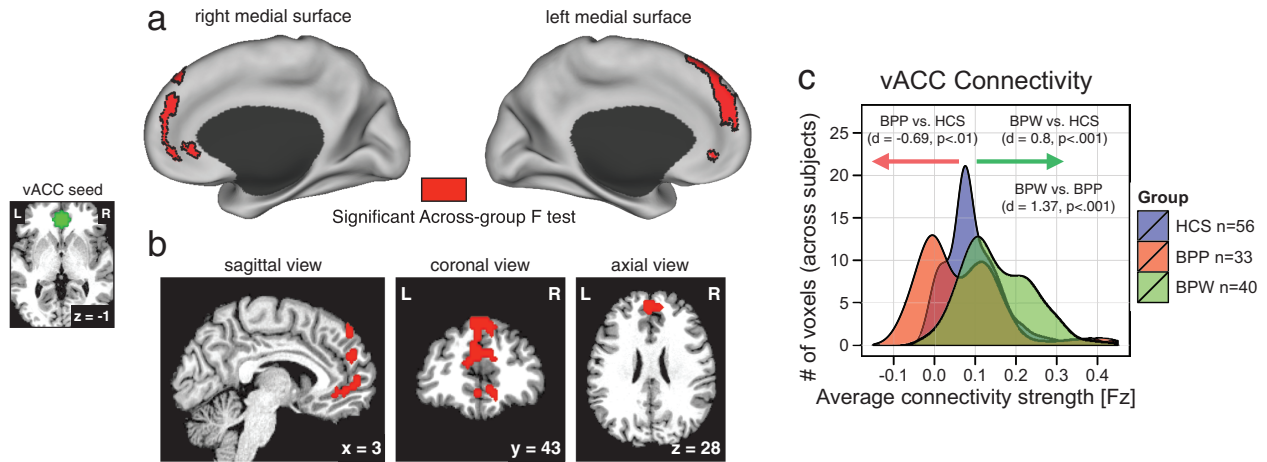 a
right medial surface
left medial surface
Significant Across-group F test
vACC seed
L
R
z = -1
b
sagittal view
coronal view
axial view
L
R
L
R
x = 3
y = 43
z = 28
c
vACC Connectivity
BPP vs. HCS
(d = -0.69, p<.01)
BPW vs. HCS
(d = 0.8, p<.001)
BPW vs. BPP
(d = 1.37, p<.001)
# of voxels (across subjects)
25
20
15
10
5
0
-0.1
0.0
0.1
0.2
0.3
0.4
Average connectivity strength [Fz]
Group
HCS n=56
BPP n=33
BPW n=40